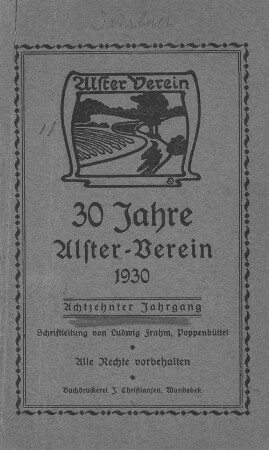 Jahrbuch
Alster Verein
30 Jahre
Alster-Verein
1930
Achtzehnter Jahrgang
Schriftleitung von Ludwig Frahm, Poppenbüttel
Alle Rechte vorbehalten
Buchdruckerei J. Christiansen, Wandsbek.